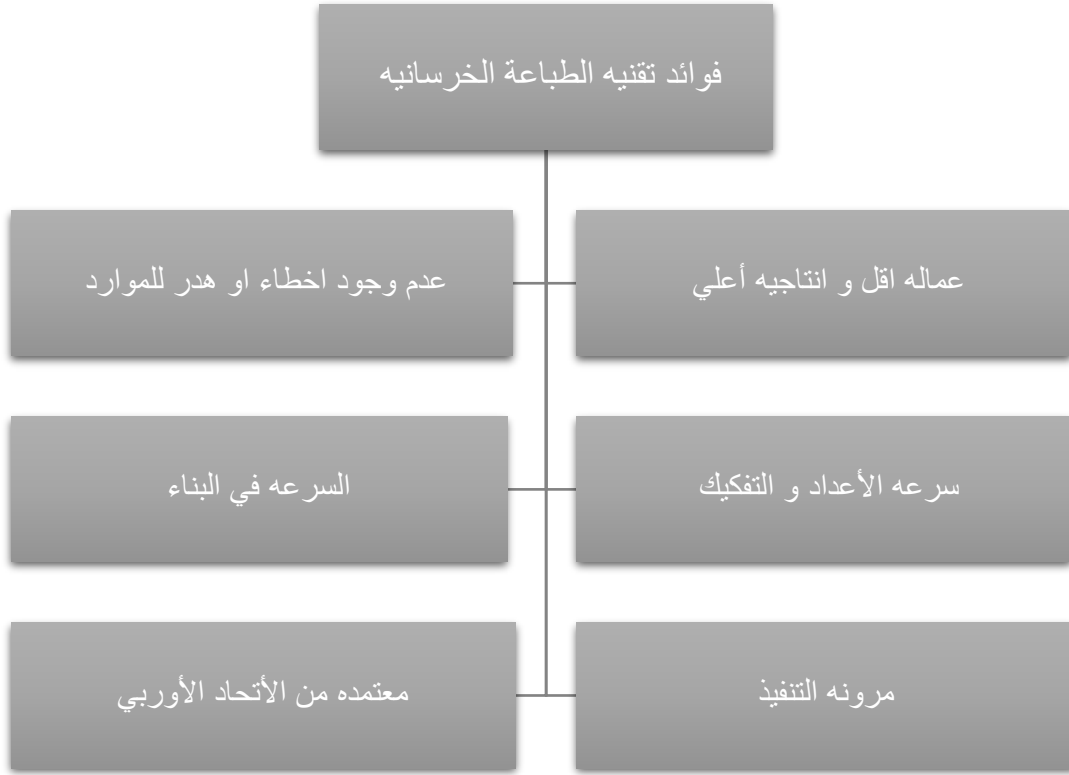 فوائد تقنيه الطباعة الخرسانيه
عماله اقل و انتاجيه أعلي
عدم وجود اخطاء او هدر للموارد
سرعه الأعداد و التفكيك
السرعه في البناء
مرونه التنفيذ
معتمده من الأتحاد الأوربي